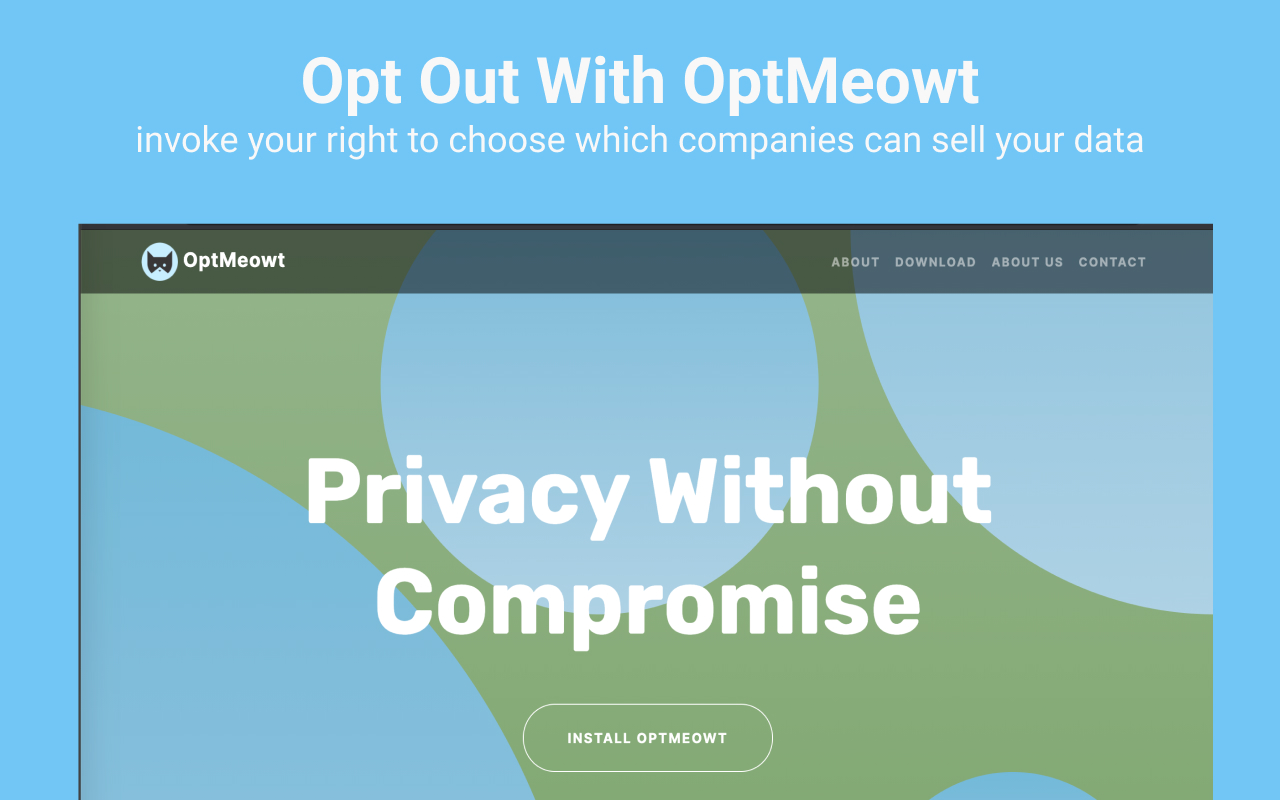 Opt Out With OptMeowt
invoke your right to choose which companies can sell your data
OptMeowt
ABOUT DOWNLOAD ABOUT US CONTACT
Privacy Without
Compromise
INSTALL OPTMEOWT